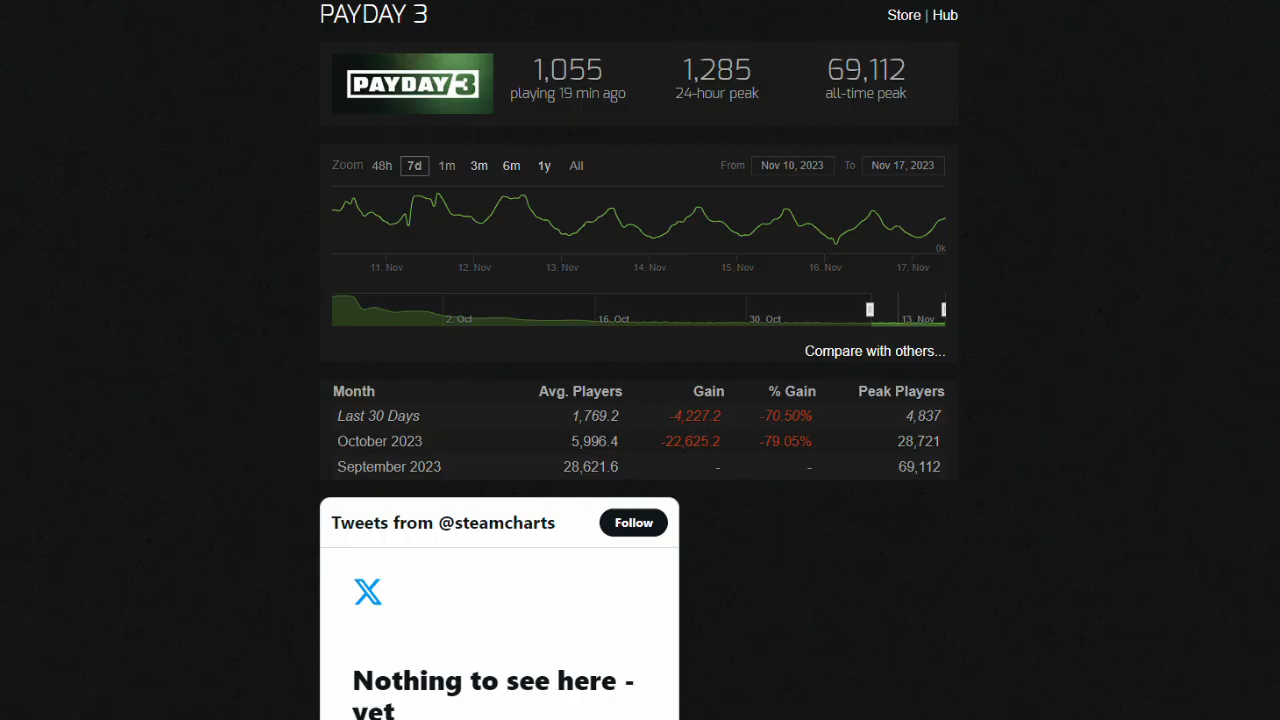 PAYDAY 3 Store | Hub
PAYDAY 3
1,055 1,285 69,112
playing 19 min ago 24-hour peak all-time peak
Zoom 48h 7d 1m 3m 6m 1y All From Nov 10, 2023 To Nov 17, 2023
0k
11. Nov 12. Nov 13. Nov 14. Nov 15. Nov 16. Nov 17. Nov
2. Oct 16. Oct 30. Oct 13. Nov
Compare with others...
Month Avg. Players Gain % Gain Peak Players
Last 30 Days 1,769.2 -4,227.2 -70.50% 4,837
October 2023 5,996.4 -22,625.2 -79.05% 28,721
September 2023 28,621.6 - - 69,112
Tweets from @steamcharts Follow
X
Nothing to see here -
yet